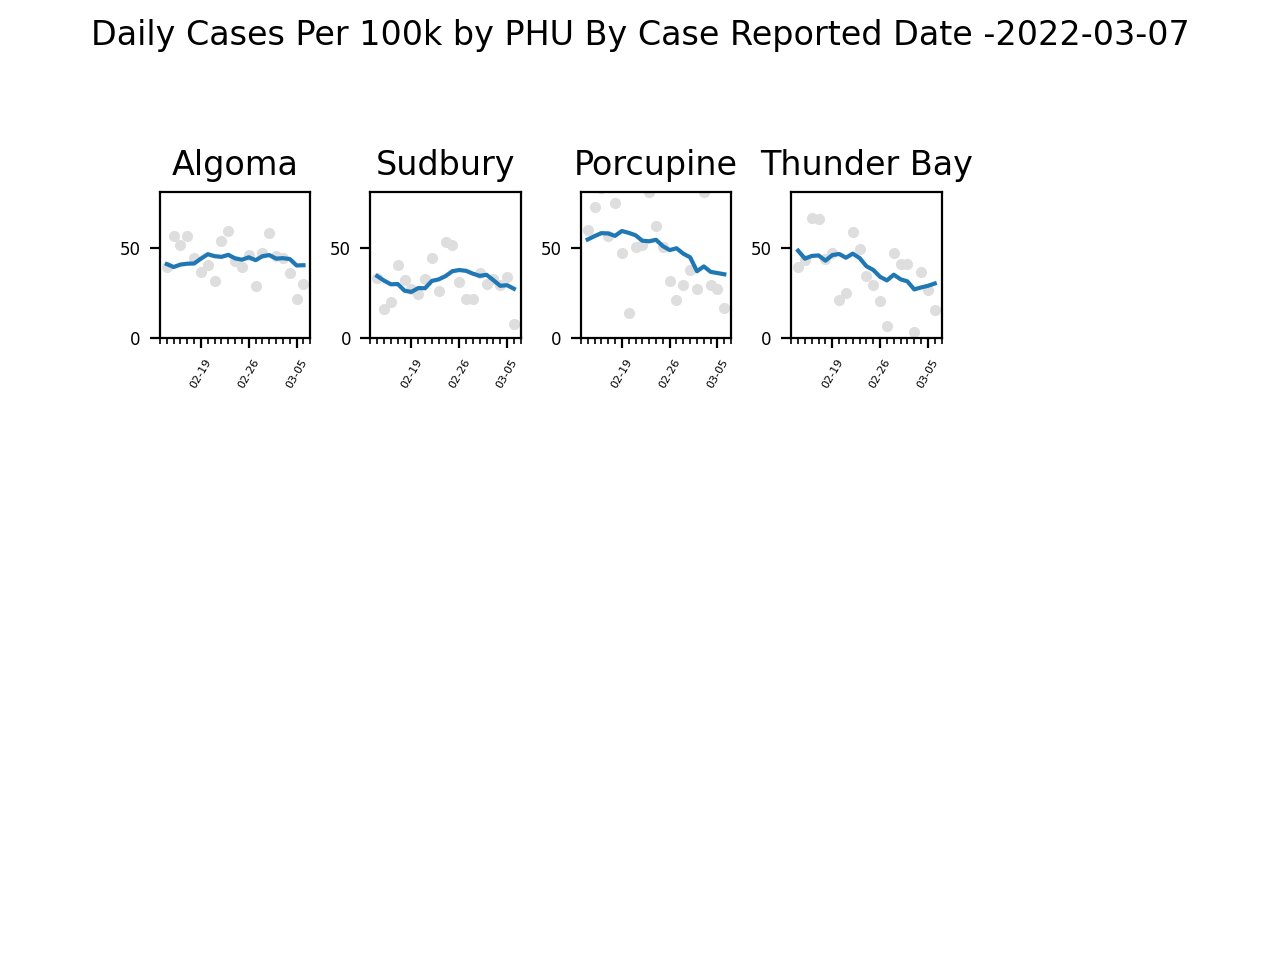 Daily Cases Per 100k by PHU By Case Reported Date -2022-03-07
Algoma Sudbury Porcupine Thunder Bay
50 50 50 50
0 0 0 0
02-19 02-26 03-05 02-19 02-26 03-05 02-19 02-26 03-05 02-19 02-26 03-05